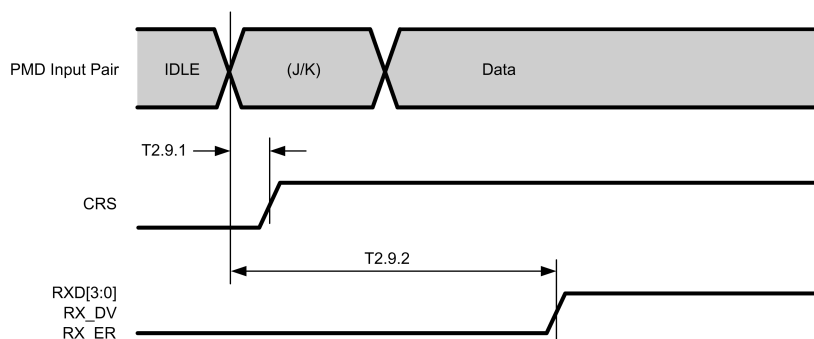 PMD Input Pair IDLE (J/K) Data
T2.9.1
CRS
T2.9.2
RXD[3:0]
RX_DV
RX_ER